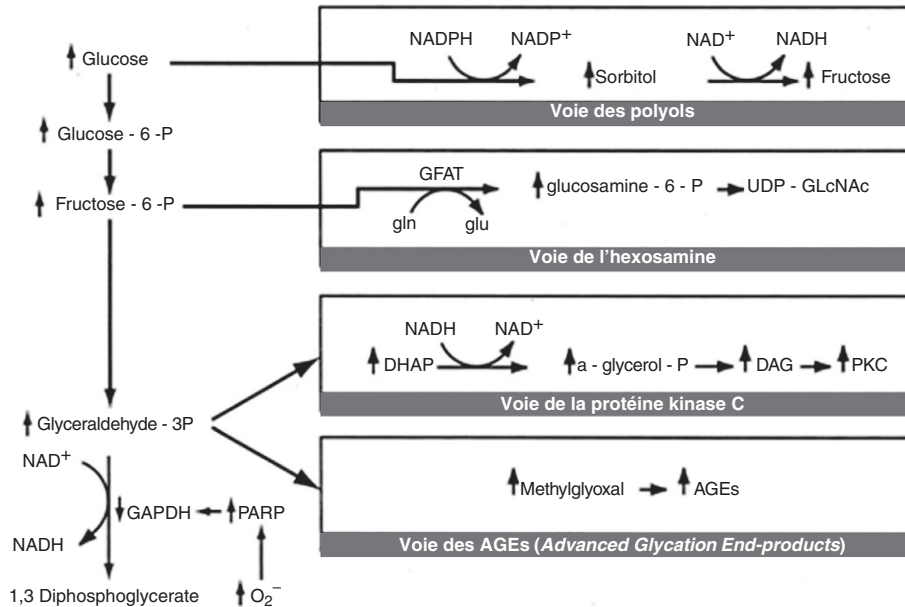 Glucose
Glucose - 6 -P
Fructose - 6-P
Glyceraldehyde - 3P
NAD+
GAPDH
PARP
NADH
1,3 Diphosphoglycerate
O2−
NADPH
NADP+
NAD+
NADH
Sorbitol
Fructose
Voie des polyols
GFAT
glucosamine - 6 - P
UDP - GLcNAc
gln
glu
Voie de l'hexosamine
NADH
NAD+
DHAP
a - glycerol - P
DAG
PKC
Voie de la protéine kinase C
Methylglyoxal
AGEs
Voie des AGEs (Advanced Glycation End-products)